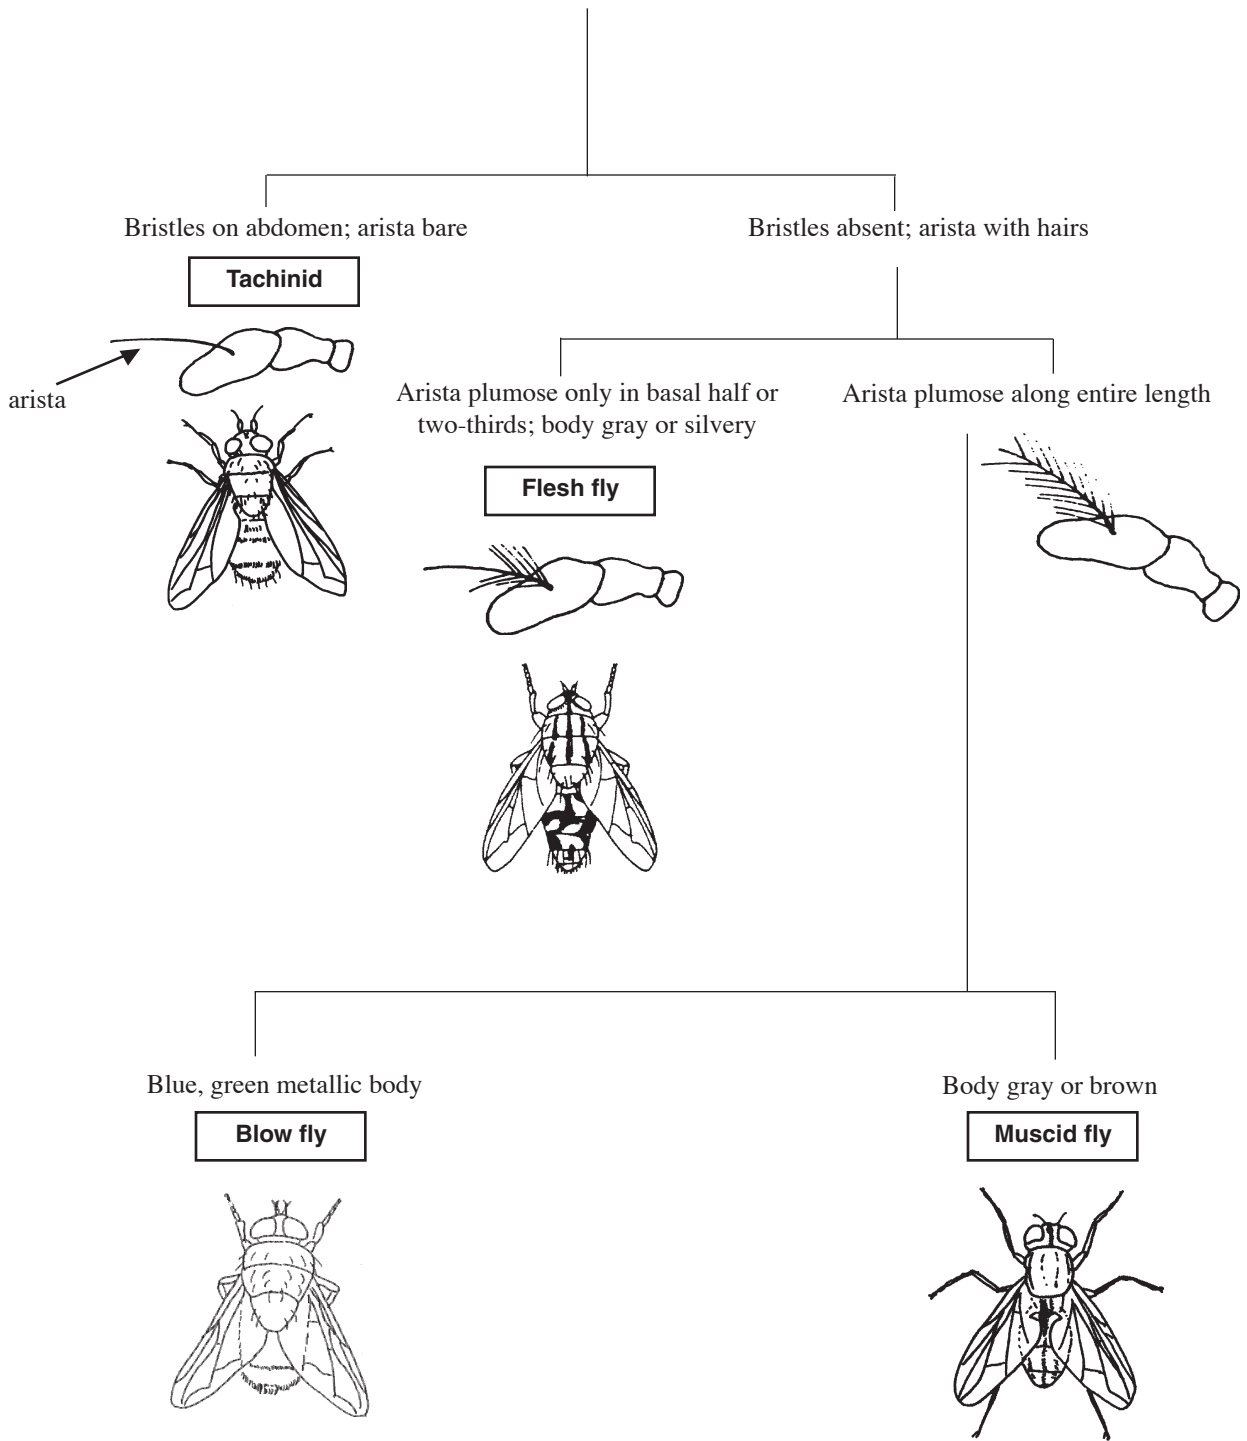 Bristles on abdomen; arista bare
Bristles absent; arista with hairs
Tachinid
arista
Arista plumose only in basal half or
two-thirds; body gray or silvery
Arista plumose along entire length
Flesh fly
Blue, green metallic body
Body gray or brown
Blow fly
Muscid fly